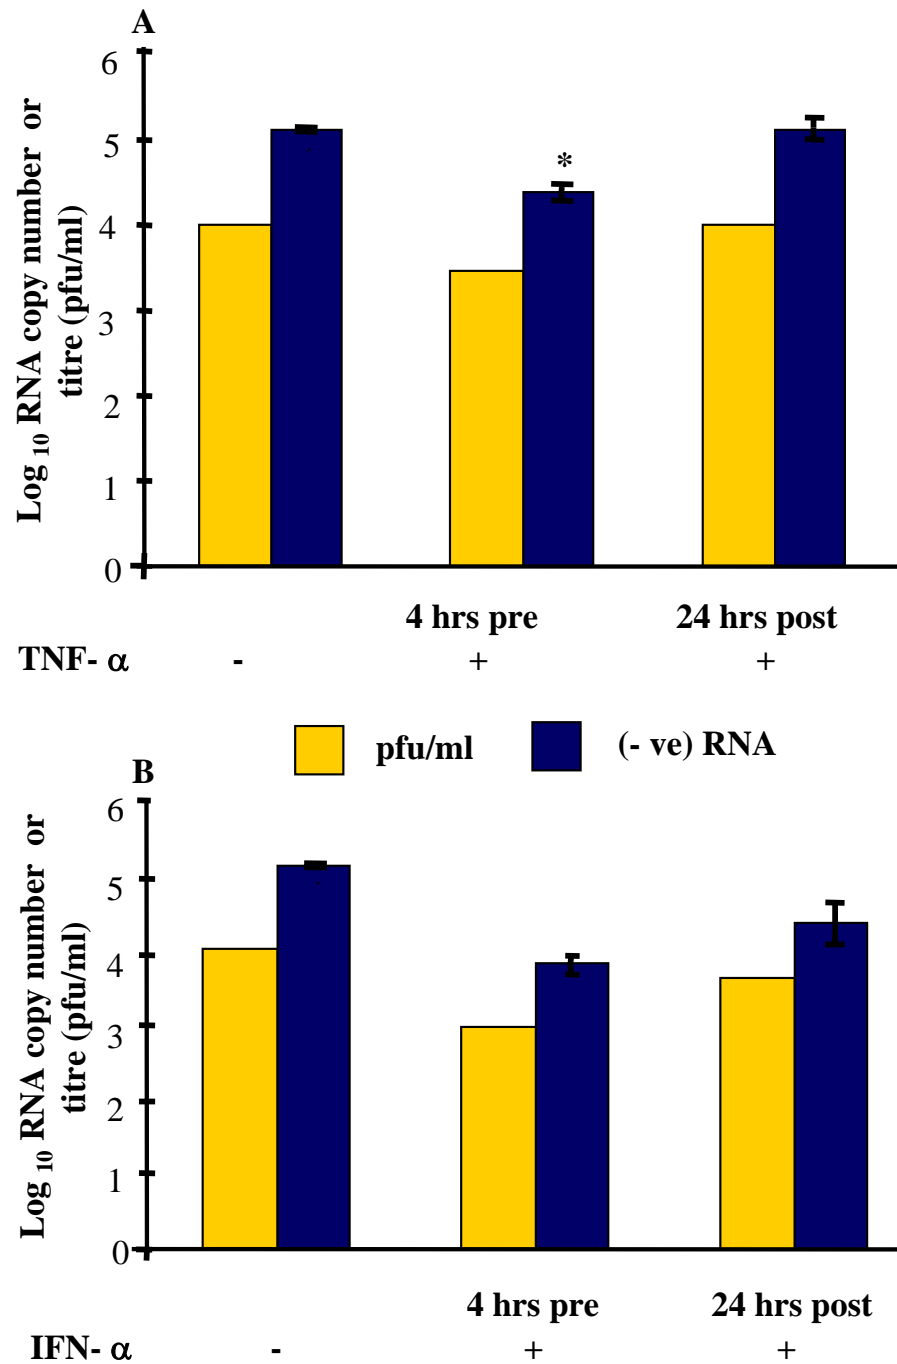 A
6
5
4
3
2
1
0
Log 10 RNA copy number or
titre (pfu/ml)
*
4 hrs pre 24 hrs post
TNF- α - + +
pfu/ml (- ve) RNA
B
6
5
4
3
2
1
0
Log 10 RNA copy number or
titre (pfu/ml)
4 hrs pre 24 hrs post
IFN- α - + +